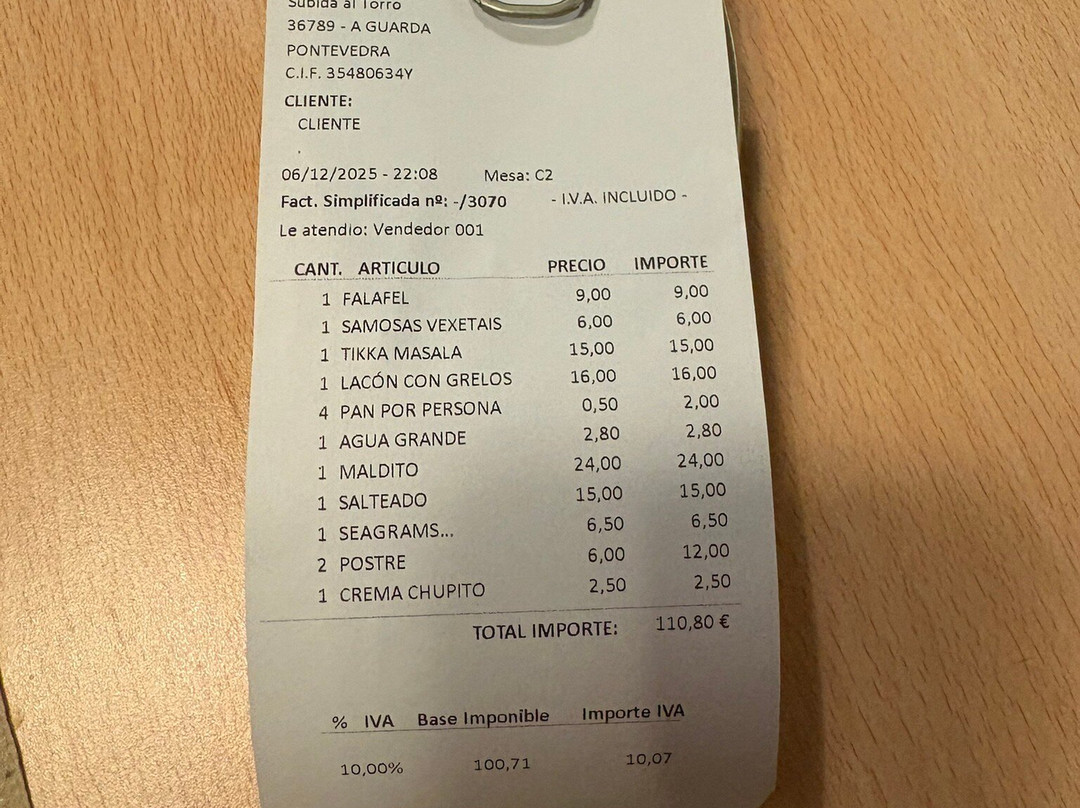 Subida al Torro
36789 - A GUARDA
PONTEVEDRA
C.I.F. 35480634Y
CLIENTE:
CLIENTE
.
06/12/2025 - 22:08 Mesa: C2
Fact. Simplificada nº: -/3070 - I.V.A. INCLUIDO -
Le atendio: Vendedor 001
CANT. ARTICULO PRECIO IMPORTE
1 FALAFEL 9,00 9,00
1 SAMOSAS VEXETAIS 6,00 6,00
1 TIKKA MASALA 15,00 15,00
1 LACÓN CON GRELOS 16,00 16,00
4 PAN POR PERSONA 0,50 2,00
1 AGUA GRANDE 2,80 2,80
1 MALDITO 24,00 24,00
1 SALTEADO 15,00 15,00
1 SEAGRAMS... 6,50 6,50
2 POSTRE 6,00 12,00
1 CREMA CHUPITO 2,50 2,50
TOTAL IMPORTE: 110,80 €
% IVA Base Imponible Importe IVA
10,00% 100,71 10,07